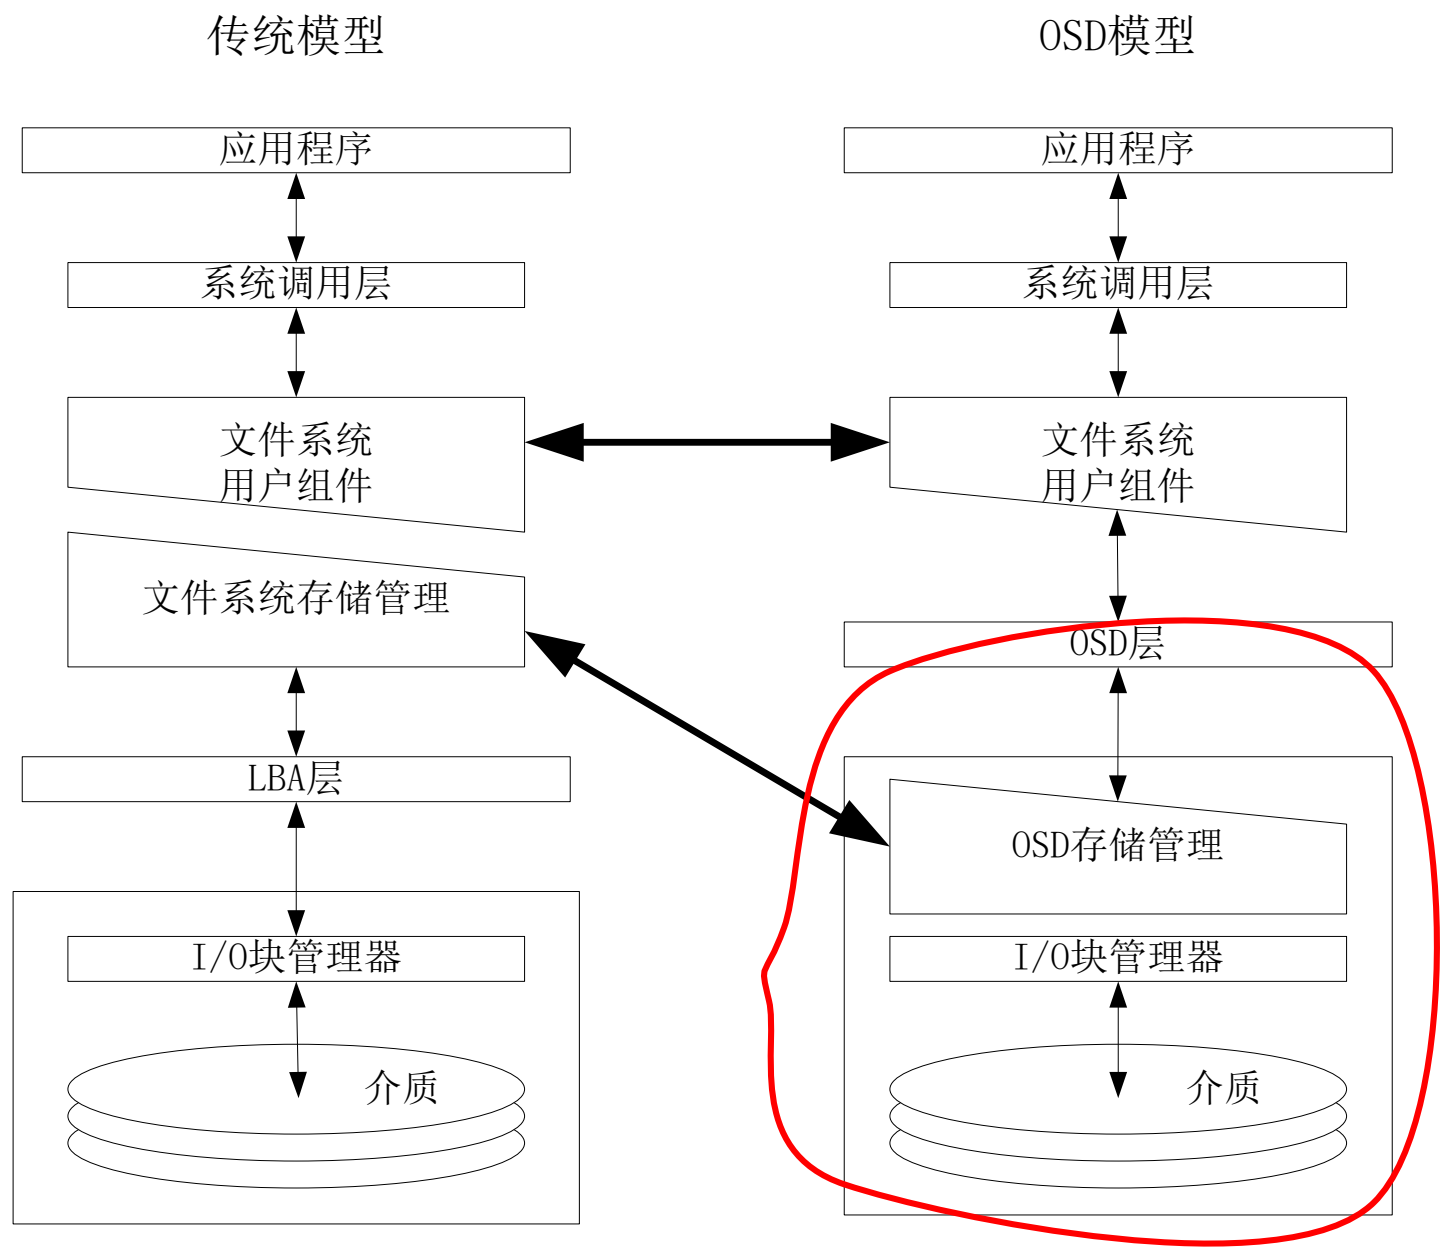 传统模型
应用程序
系统调用层
文件系统
用户组件
文件系统存储管理
LBA层
I/O块管理器
介质
OSD模型
应用程序
系统调用层
文件系统
用户组件
OSD层
OSD存储管理
I/O块管理器
介质